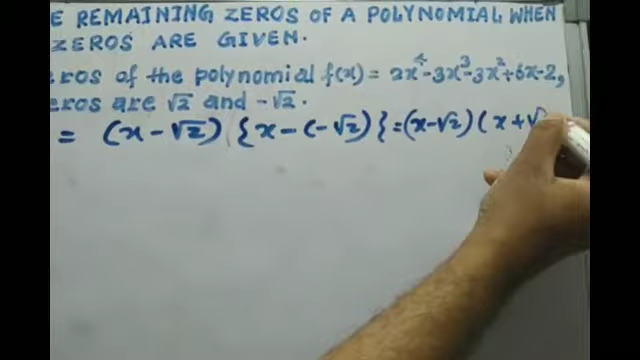 E REMAINING ZEROS OF A POLYNOMIAL WHEN
ZEROS ARE GIVEN.
eros of the polynomial f(x) = 2x⁴-3x³-3x²+6x-2,
eros are √2 and -√2.
= (x-√2) {x-(-√2)} = (x-√2) (x+√